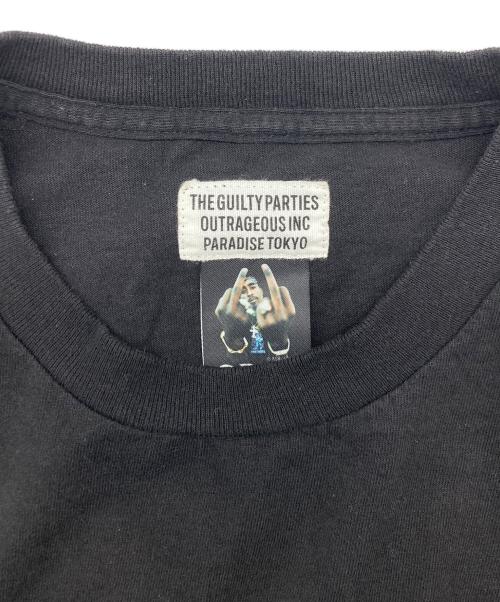 THE GUILTY PARTIES
OUTRAGEOUS INC
PARADISE TOKYO